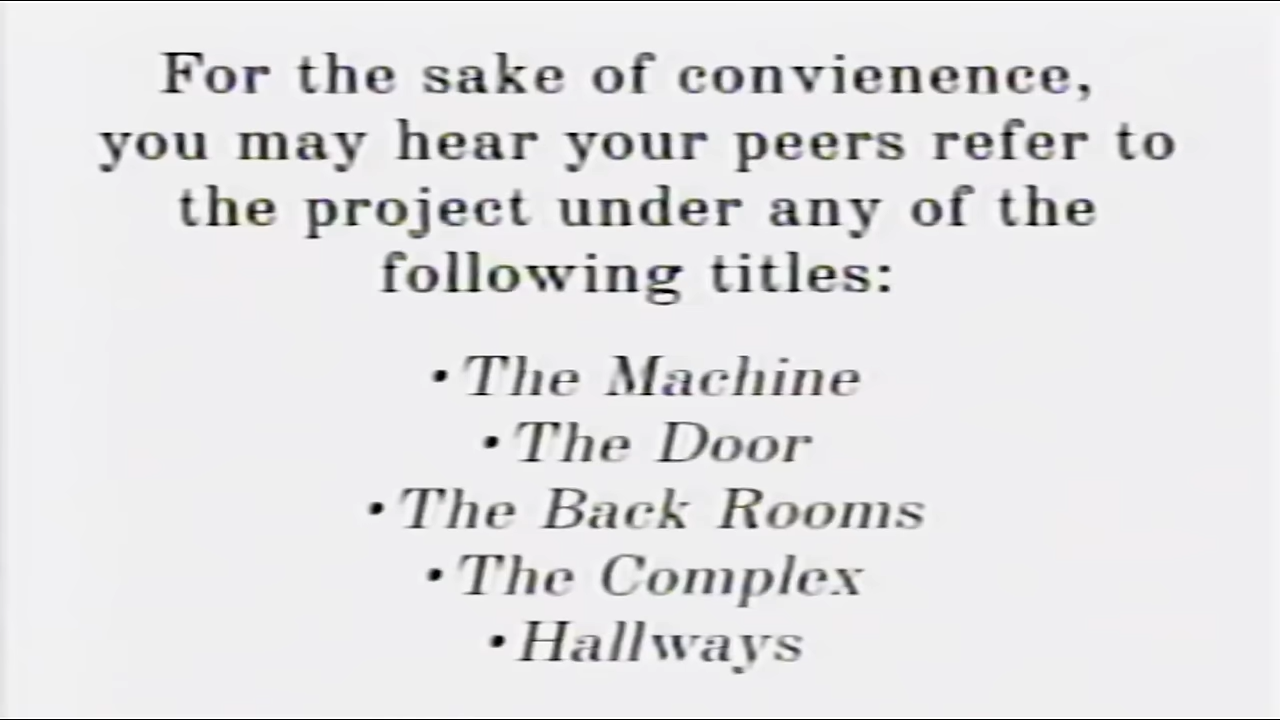 For the sake of convienence,
you may hear your peers refer to
the project under any of the
following titles:
• The Machine
• The Door
• The Back Rooms
• The Complex
• Hallways